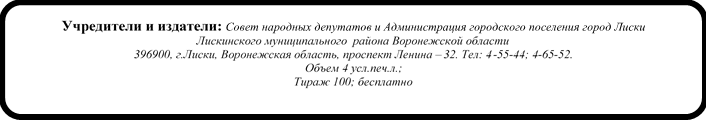 Учредители и издатели: Совет народных депутатов и Администрация городского поселения город Лиски
Лискинского муниципального района Воронежской области
396900, г.Лиски, Воронежская область, проспект Ленина – 32. Тел: 4-55-44; 4-65-52.
Объем 4 усл.печ.л.;
Тираж 100; бесплатно